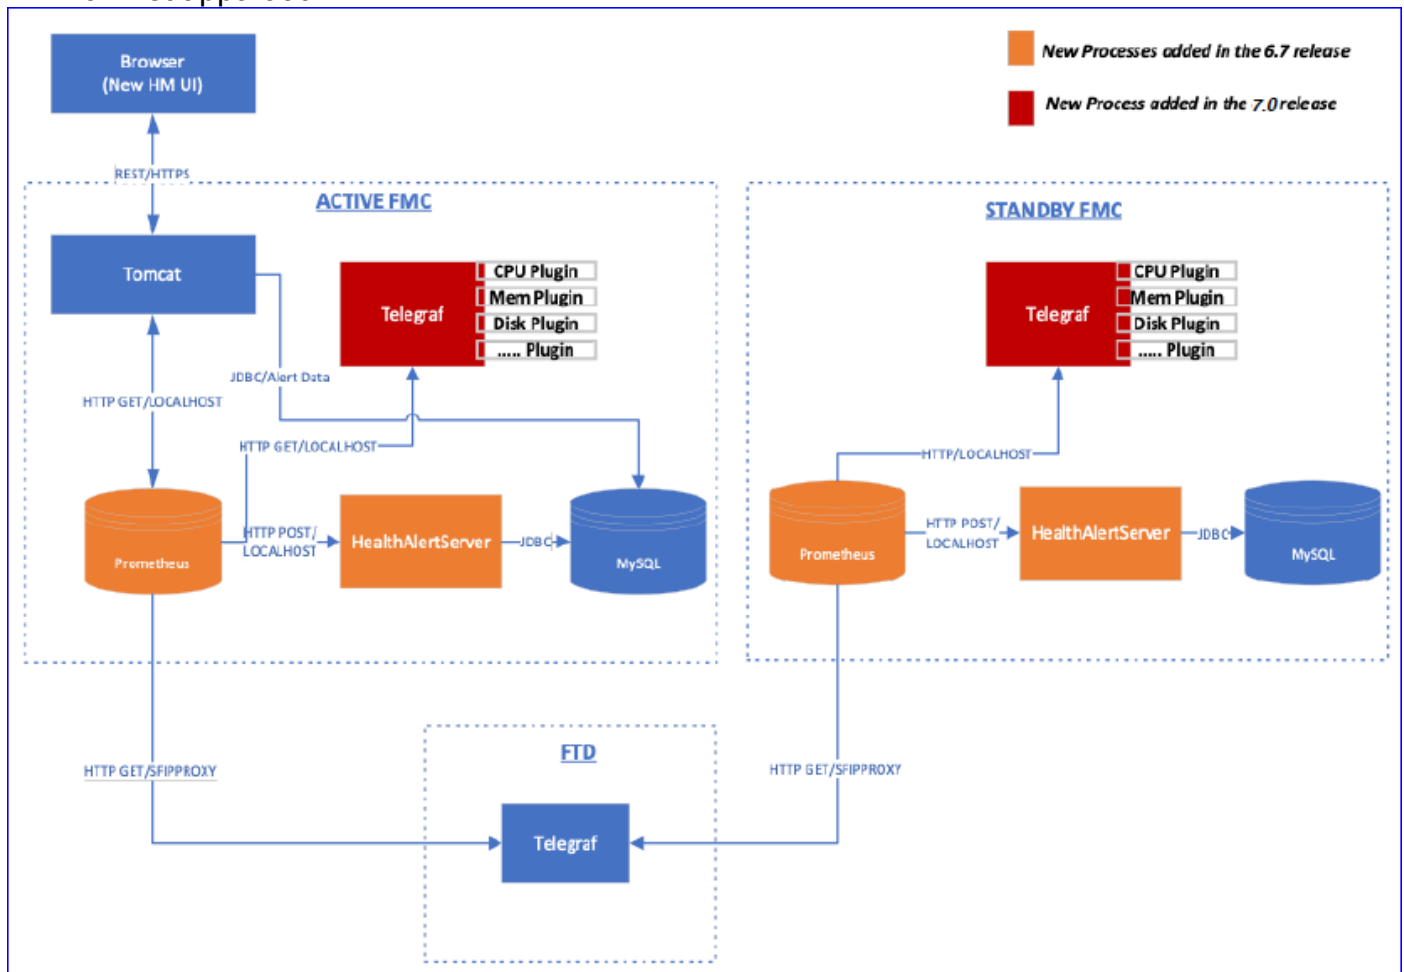 Browser
(New HM UI)
New Processes added in the 6.7 release
New Process added in the 7.0 release
REST/HTTPS
ACTIVE FMC
STANDBY FMC
Tomcat
Telegraf
CPU Plugin
Mem Plugin
Disk Plugin
..... Plugin
Telegraf
CPU Plugin
Mem Plugin
Disk Plugin
..... Plugin
JDBC/Alert Data
HTTP GET/LOCALHOST
HTTP GET/LOCALHOST
HTTP/LOCALHOST
Prometheus
HTTP POST/
LOCALHOST
HealthAlertServer
JDBC
MySQL
Prometheus
HTTP POST/
LOCALHOST
HealthAlertServer
JDBC
MySQL
FTD
HTTP GET/SFIPPROXY
HTTP GET/SFIPPROXY
Telegraf